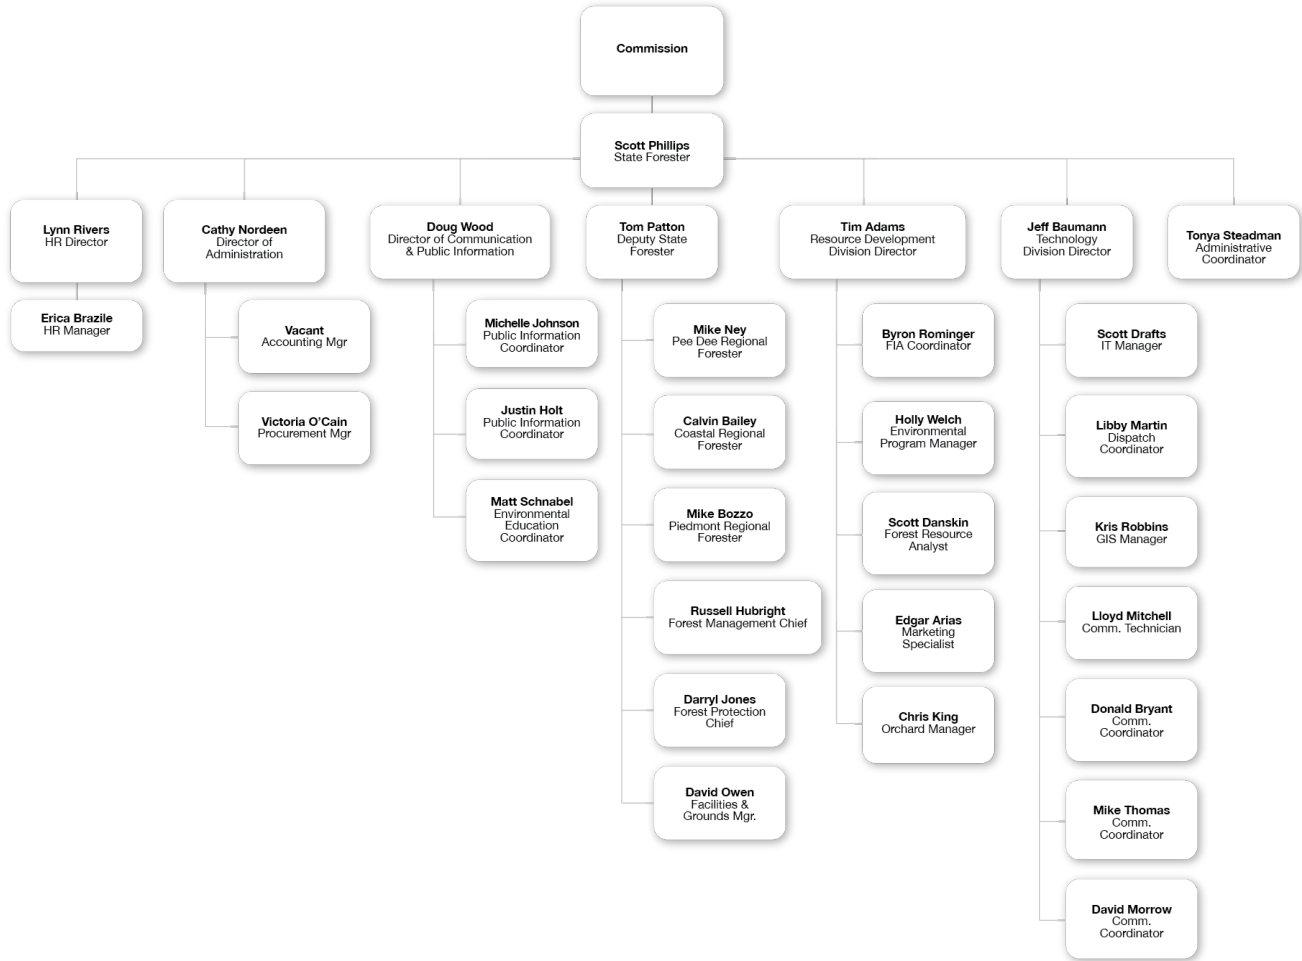 Commission
Scott Phillips
State Forester
Lynn Rivers
HR Director
Cathy Nordeen
Director of
Administration
Doug Wood
Director of Communication
& Public Information
Tom Patton
Deputy State
Forester
Tim Adams
Resource Development
Division Director
Jeff Baumann
Technology
Division Director
Tonya Steadman
Administrative
Coordinator
Erica Brazile
HR Manager
Vacant
Accounting Mgr
Victoria O'Cain
Procurement Mgr
Michelle Johnson
Public Information
Coordinator
Justin Holt
Public Information
Coordinator
Matt Schnabel
Environmental
Education
Coordinator
Mike Ney
Pee Dee Regional
Forester
Calvin Bailey
Coastal Regional
Forester
Mike Bozzo
Piedmont Regional
Forester
Russell Hubright
Forest Management Chief
Darryl Jones
Forest Protection
Chief
David Owen
Facilities &
Grounds Mgr.
Byron Rominger
FIA Coordinator
Holly Welch
Environmental
Program Manager
Scott Danskin
Forest Resource
Analyst
Edgar Arias
Marketing
Specialist
Chris King
Orchard Manager
Scott Drafts
IT Manager
Libby Martin
Dispatch
Coordinator
Kris Robbins
GIS Manager
Lloyd Mitchell
Comm. Technician
Donald Bryant
Comm.
Coordinator
Mike Thomas
Comm.
Coordinator
David Morrow
Comm.
Coordinator